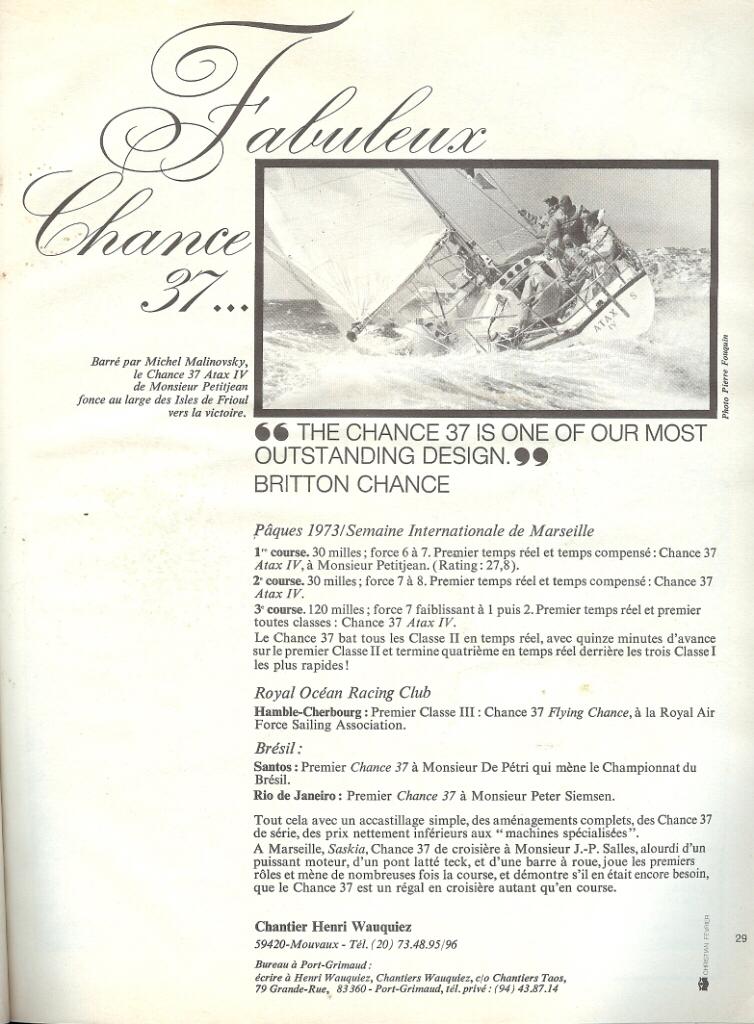 Fabuleux
Chance
37...
Barré par Michel Malinovsky,
le Chance 37 Atax IV
de Monsieur Petitjean
fonce au large des Isles de Frioul
vers la victoire.
ATAX
IV
S
Photo Pierre Fouquin
❝ THE CHANCE 37 IS ONE OF OUR MOST
OUTSTANDING DESIGN. ❞
BRITTON CHANCE
Pâques 1973/Semaine Internationale de Marseille
1re course. 30 milles ; force 6 à 7. Premier temps réel et temps compensé : Chance 37
Atax IV, à Monsieur Petitjean. (Rating : 27,8).
2e course. 30 milles ; force 7 à 8. Premier temps réel et temps compensé : Chance 37
Atax IV.
3e course. 120 milles ; force 7 faiblissant à 1 puis 2. Premier temps réel et premier
toutes classes : Chance 37 Atax IV.
Le Chance 37 bat tous les Classe II en temps réel, avec quinze minutes d'avance
sur le premier Classe II et termine quatrième en temps réel derrière les trois Classe I
les plus rapides !
Royal Océan Racing Club
Hamble-Cherbourg : Premier Classe III : Chance 37 Flying Chance, à la Royal Air
Force Sailing Association.
Brésil :
Santos : Premier Chance 37 à Monsieur De Pétri qui mène le Championnat du
Brésil.
Rio de Janeiro : Premier Chance 37 à Monsieur Peter Siemsen.
Tout cela avec un accastillage simple, des aménagements complets, des Chance 37
de série, des prix nettement inférieurs aux “ machines spécialisées ”.
A Marseille, Saskia, Chance 37 de croisière à Monsieur J.-P. Salles, alourdi d'un
puissant moteur, d'un pont latté teck, et d'une barre à roue, joue les premiers
rôles et mène de nombreuses fois la course, et démontre s'il en était encore besoin,
que le Chance 37 est un régal en croisière autant qu'en course.
Chantier Henri Wauquiez
59420-Mouvaux - Tél. (20) 73.48.95/96
Bureau à Port-Grimaud :
écrire à Henri Wauquiez, Chantiers Wauquiez, c/o Chantiers Taos,
79 Grande-Rue, 83360 - Port-Grimaud, tél. privé : (94) 43.87.14
CHRISTIAN FEVRIER
29